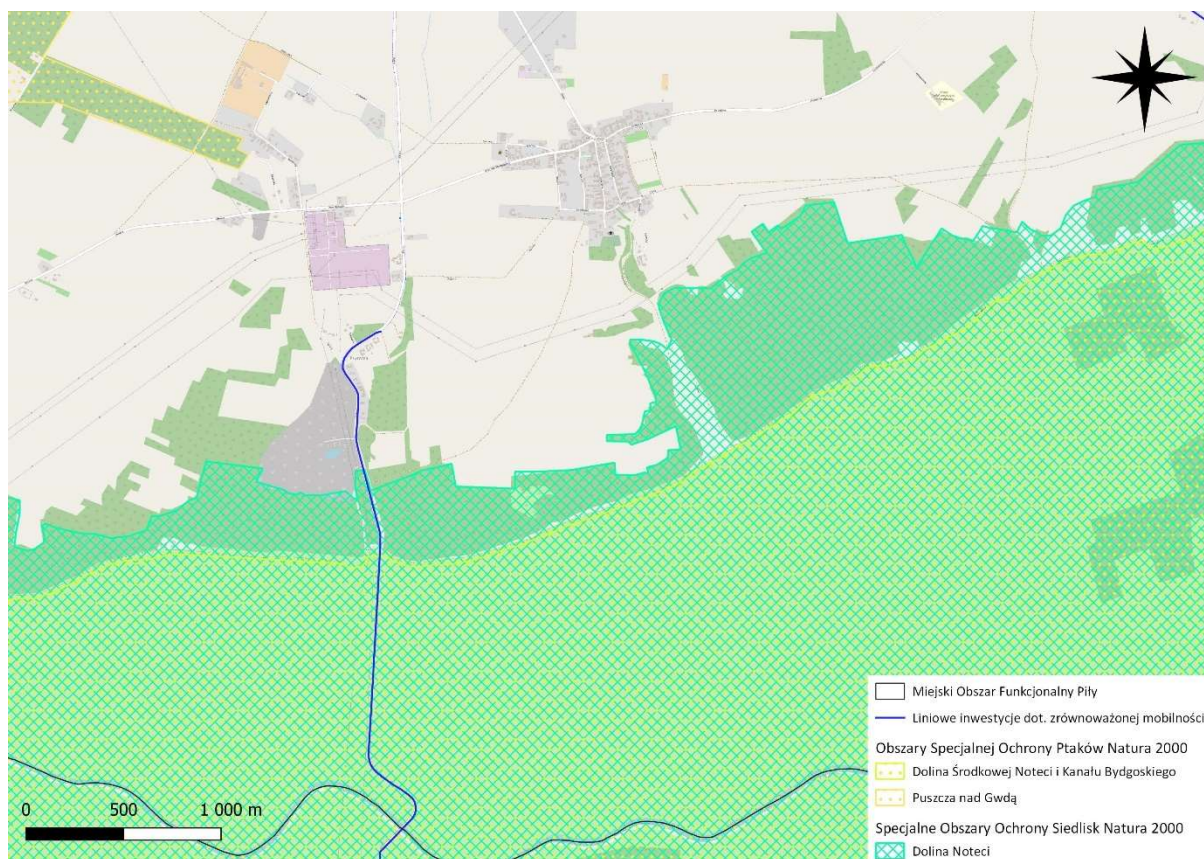 Miejski Obszar Funkcjonalny Piły
Liniowe inwestycje dot. zrównoważonej mobilności
Obszary Specjalnej Ochrony Ptaków Natura 2000
Dolina Środkowej Noteci i Kanału Bydgoskiego
Puszcza nad Gwdą
Specjalne Obszary Ochrony Siedlisk Natura 2000
Dolina Noteci
0 500 1 000 m